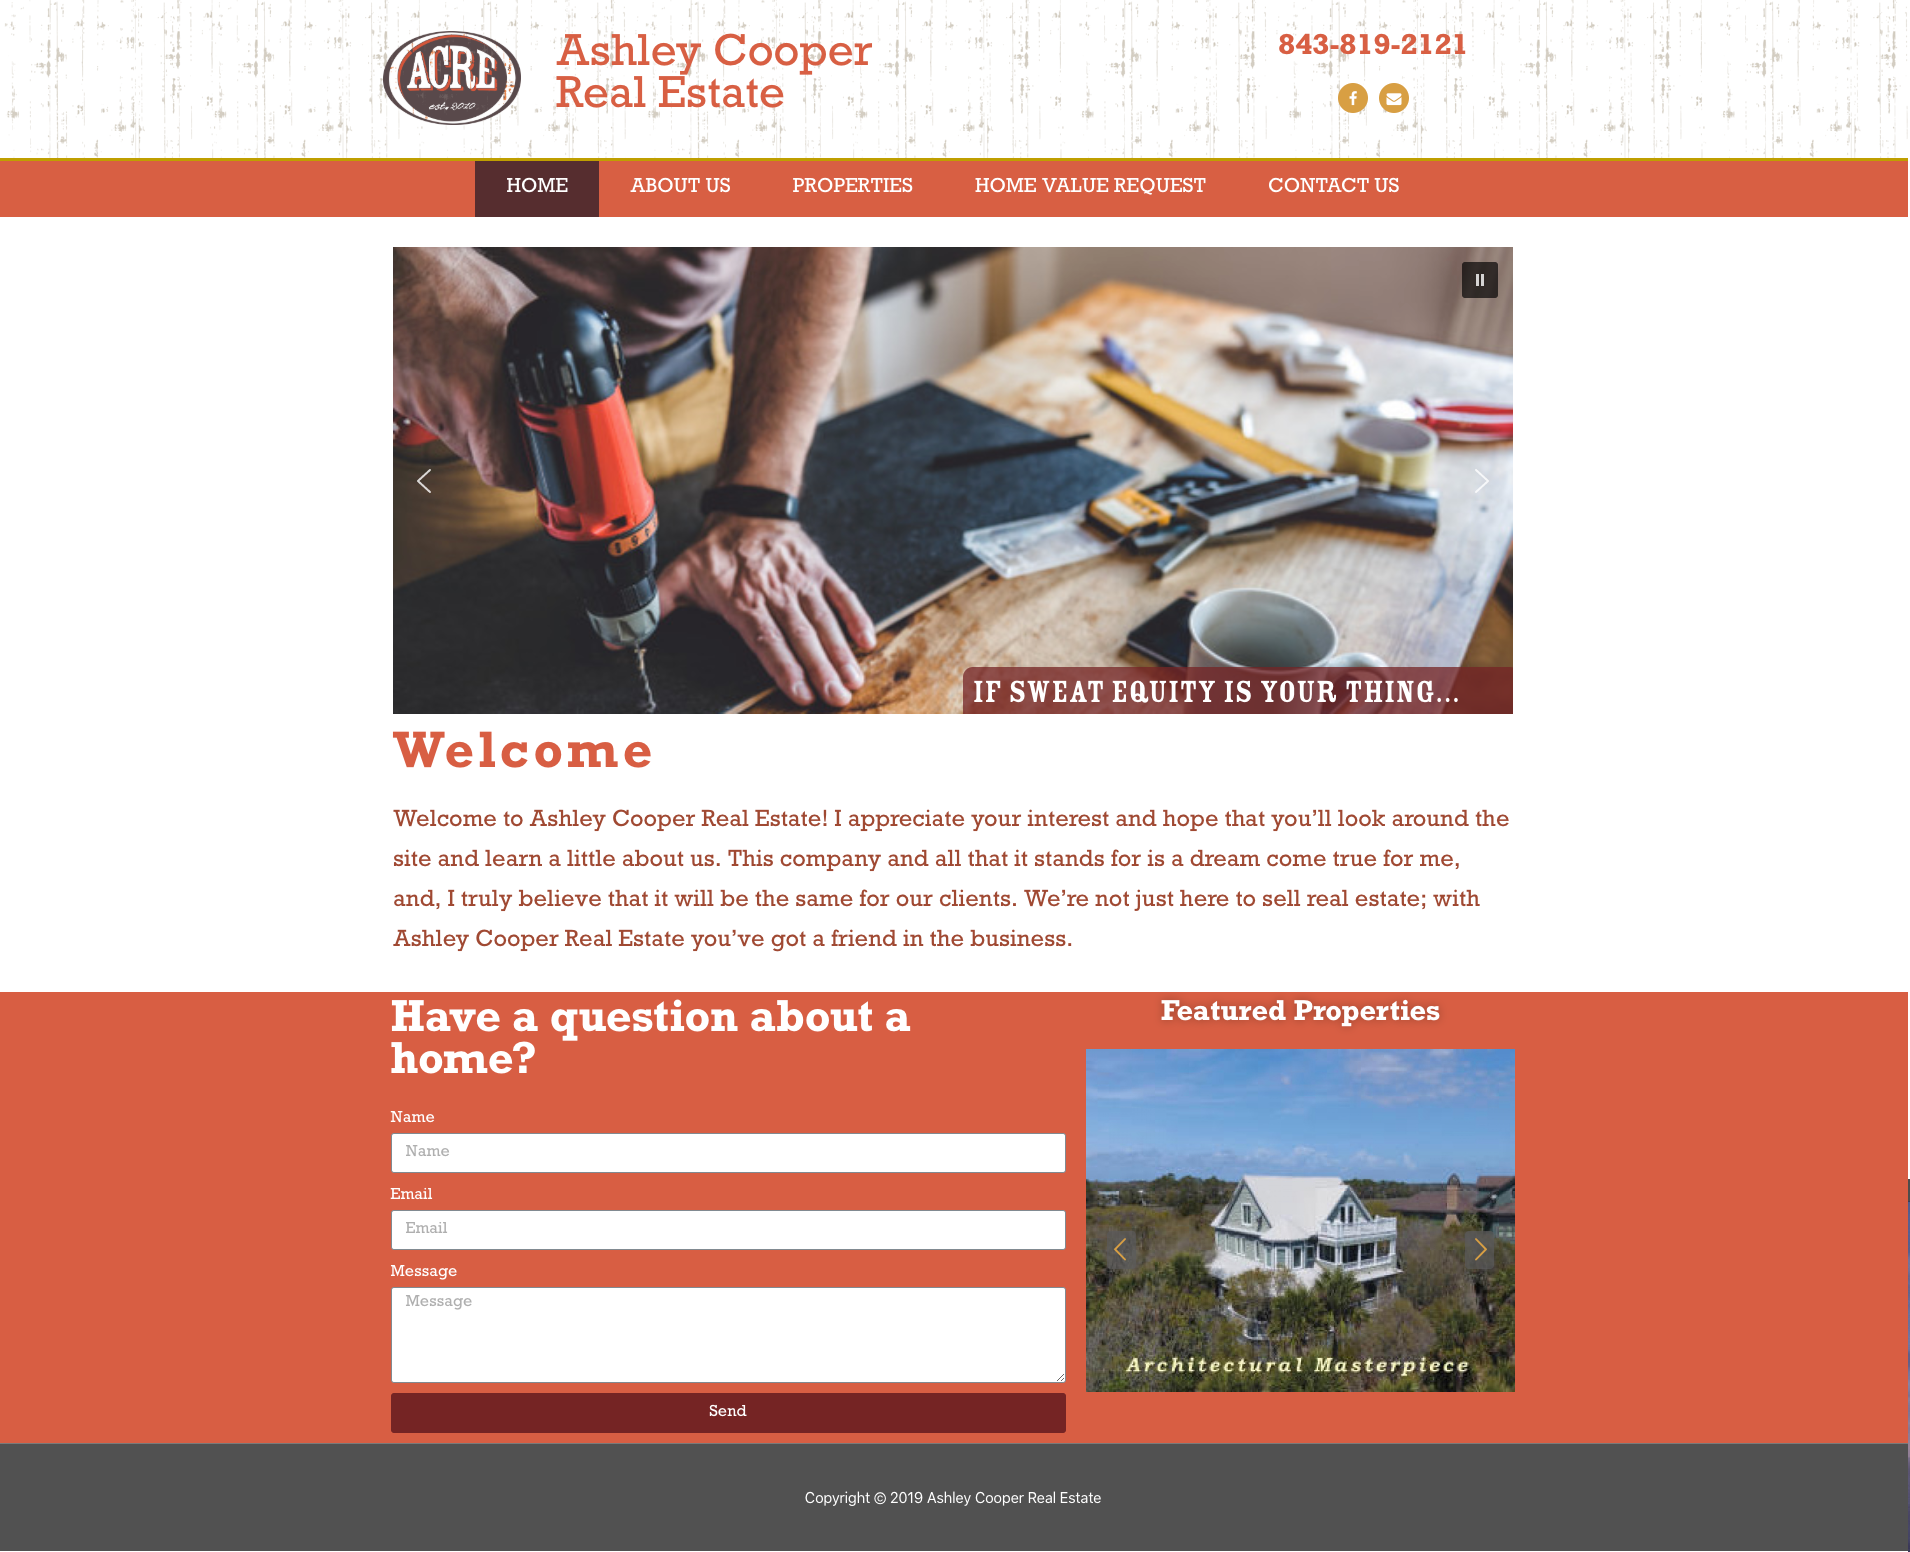 ACRE
est. 2010
Ashley Cooper
Real Estate
843-819-2121
HOME
ABOUT US
PROPERTIES
HOME VALUE REQUEST
CONTACT US
IF SWEAT EQUITY IS YOUR THING...
Welcome
Welcome to Ashley Cooper Real Estate! I appreciate your interest and hope that you’ll look around the
site and learn a little about us. This company and all that it stands for is a dream come true for me,
and, I truly believe that it will be the same for our clients. We’re not just here to sell real estate; with
Ashley Cooper Real Estate you’ve got a friend in the business.
Have a question about a
home?
Name
Name
Email
Email
Message
Message
Send
Featured Properties
Architectural Masterpiece
Copyright © 2019 Ashley Cooper Real Estate